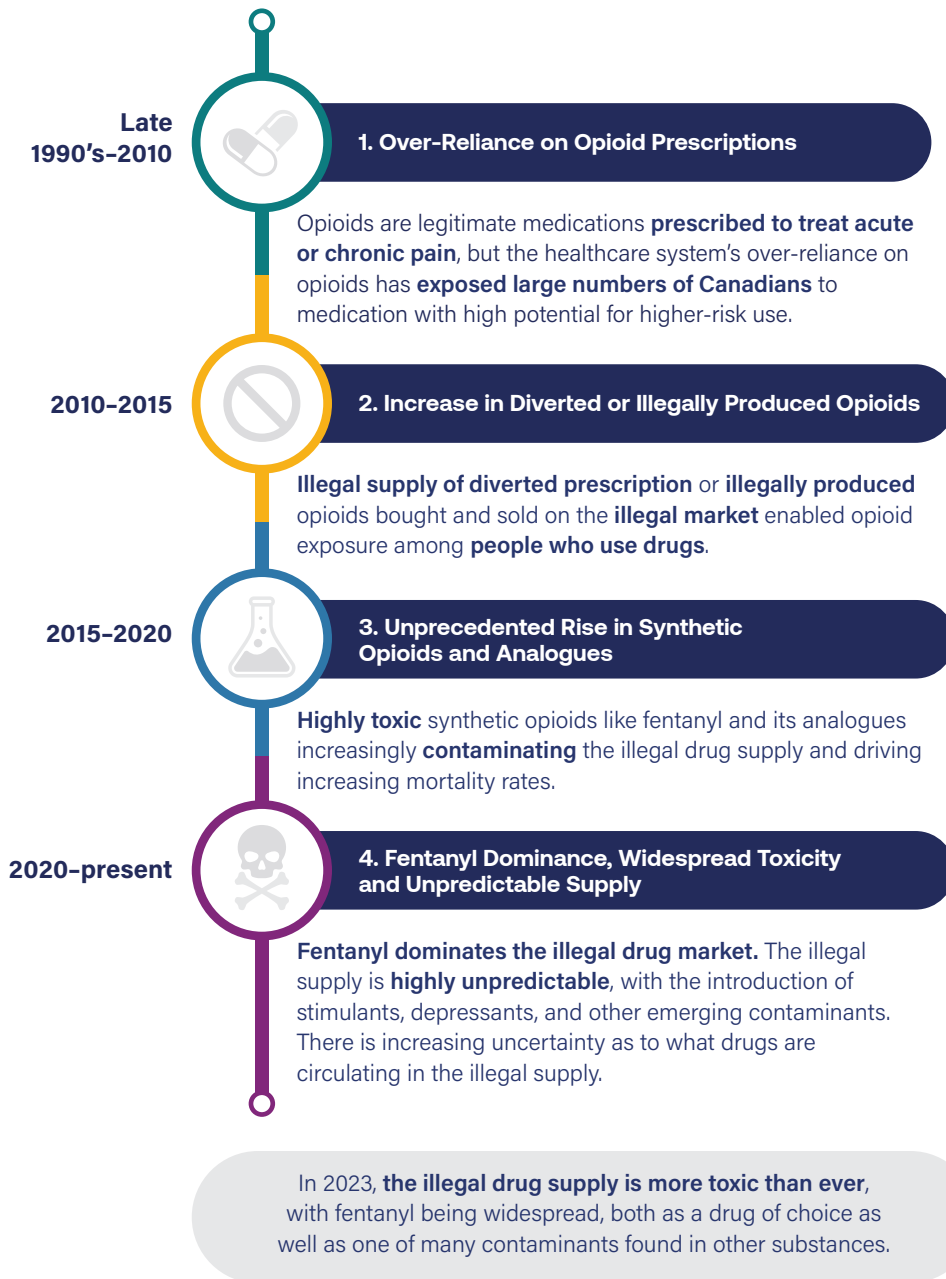 Late
1990's–2010
1. Over-Reliance on Opioid Prescriptions
Opioids are legitimate medications prescribed to treat acute
or chronic pain, but the healthcare system's over-reliance on
opioids has exposed large numbers of Canadians to
medication with high potential for higher-risk use.
2010–2015
2. Increase in Diverted or Illegally Produced Opioids
Illegal supply of diverted prescription or illegally produced
opioids bought and sold on the illegal market enabled opioid
exposure among people who use drugs.
2015–2020
3. Unprecedented Rise in Synthetic
Opioids and Analogues
Highly toxic synthetic opioids like fentanyl and its analogues
increasingly contaminating the illegal drug supply and driving
increasing mortality rates.
2020–present
4. Fentanyl Dominance, Widespread Toxicity
and Unpredictable Supply
Fentanyl dominates the illegal drug market. The illegal
supply is highly unpredictable, with the introduction of
stimulants, depressants, and other emerging contaminants.
There is increasing uncertainty as to what drugs are
circulating in the illegal supply.
In 2023, the illegal drug supply is more toxic than ever,
with fentanyl being widespread, both as a drug of choice as
well as one of many contaminants found in other substances.